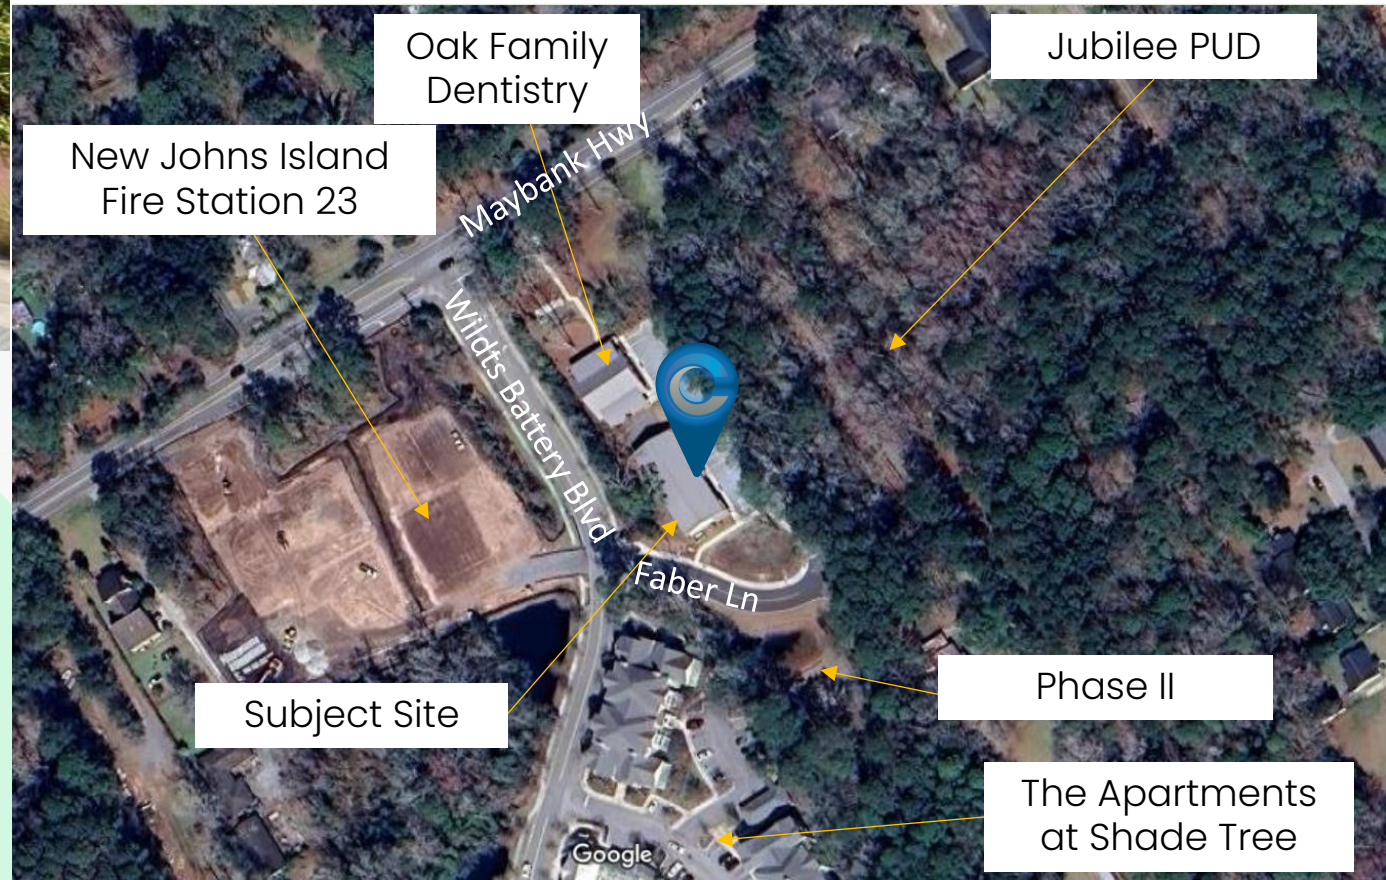 Oak Family
Dentistry
Jubilee PUD
New Johns Island
Fire Station 23
Maybank Hwy
Wildts Battery Blvd
Faber Ln
Subject Site
Phase II
The Apartments
at Shade Tree
Google